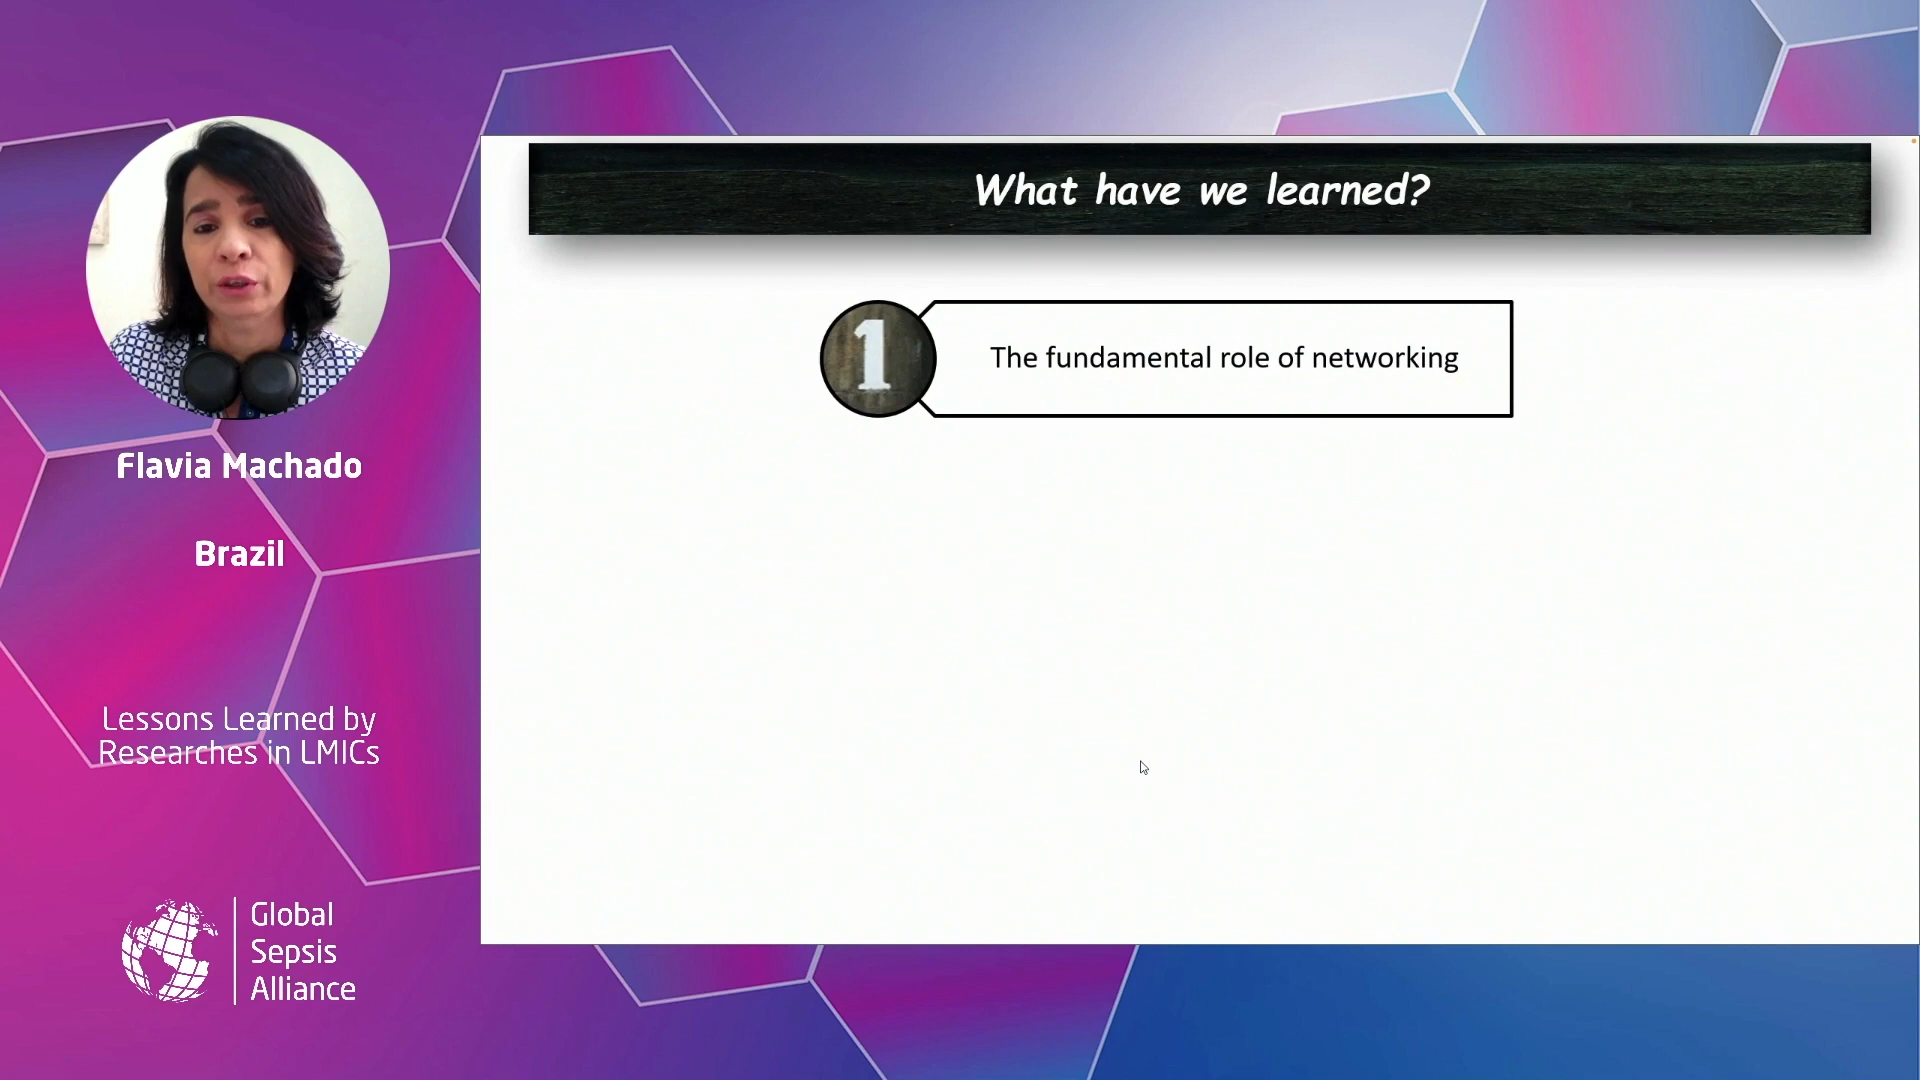 What have we learned?
1
The fundamental role of networking
Flavia Machado
Brazil
Lessons Learned by
Researches in LMICs
Global
Sepsis
Alliance